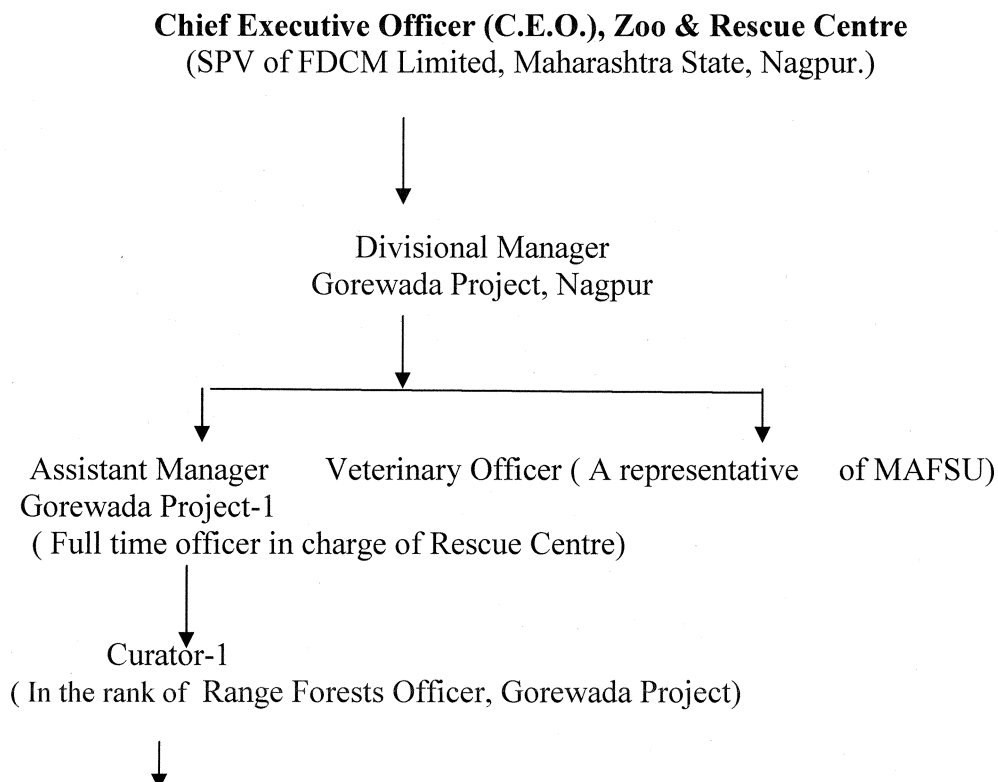 Chief Executive Officer (C.E.O.), Zoo & Rescue Centre
(SPV of FDCM Limited, Maharashtra State, Nagpur.)
Divisional Manager
Gorewada Project, Nagpur
Assistant Manager Veterinary Officer ( A representative of MAFSU)
Gorewada Project-1
( Full time officer in charge of Rescue Centre)
Curator-1
( In the rank of Range Forests Officer, Gorewada Project)